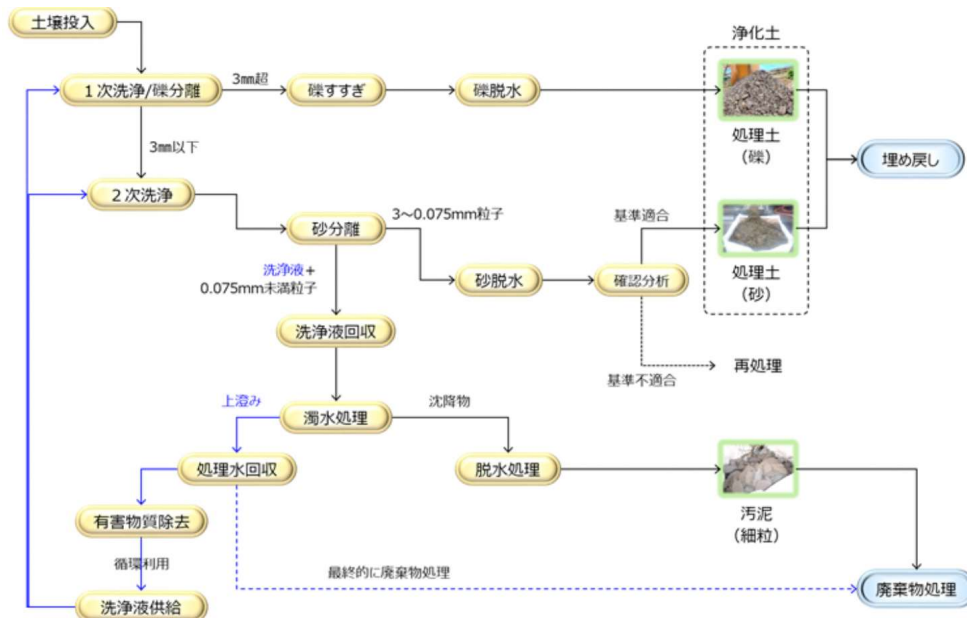 土壌投入
浄化土
1次洗浄/礫分離
3㎜超
礫すすぎ
礫脱水
処理土
(礫)
3㎜以下
埋め戻し
2次洗浄
砂分離
3～0.075mm粒子
基準適合
洗浄液+
0.075mm未満粒子
砂脱水
確認分析
処理土
(砂)
洗浄液回収
基準不適合
再処理
上澄み
濁水処理
沈降物
処理水回収
脱水処理
有害物質除去
汚泥
(細粒)
循環利用
最終的に廃棄物処理
洗浄液供給
廃棄物処理